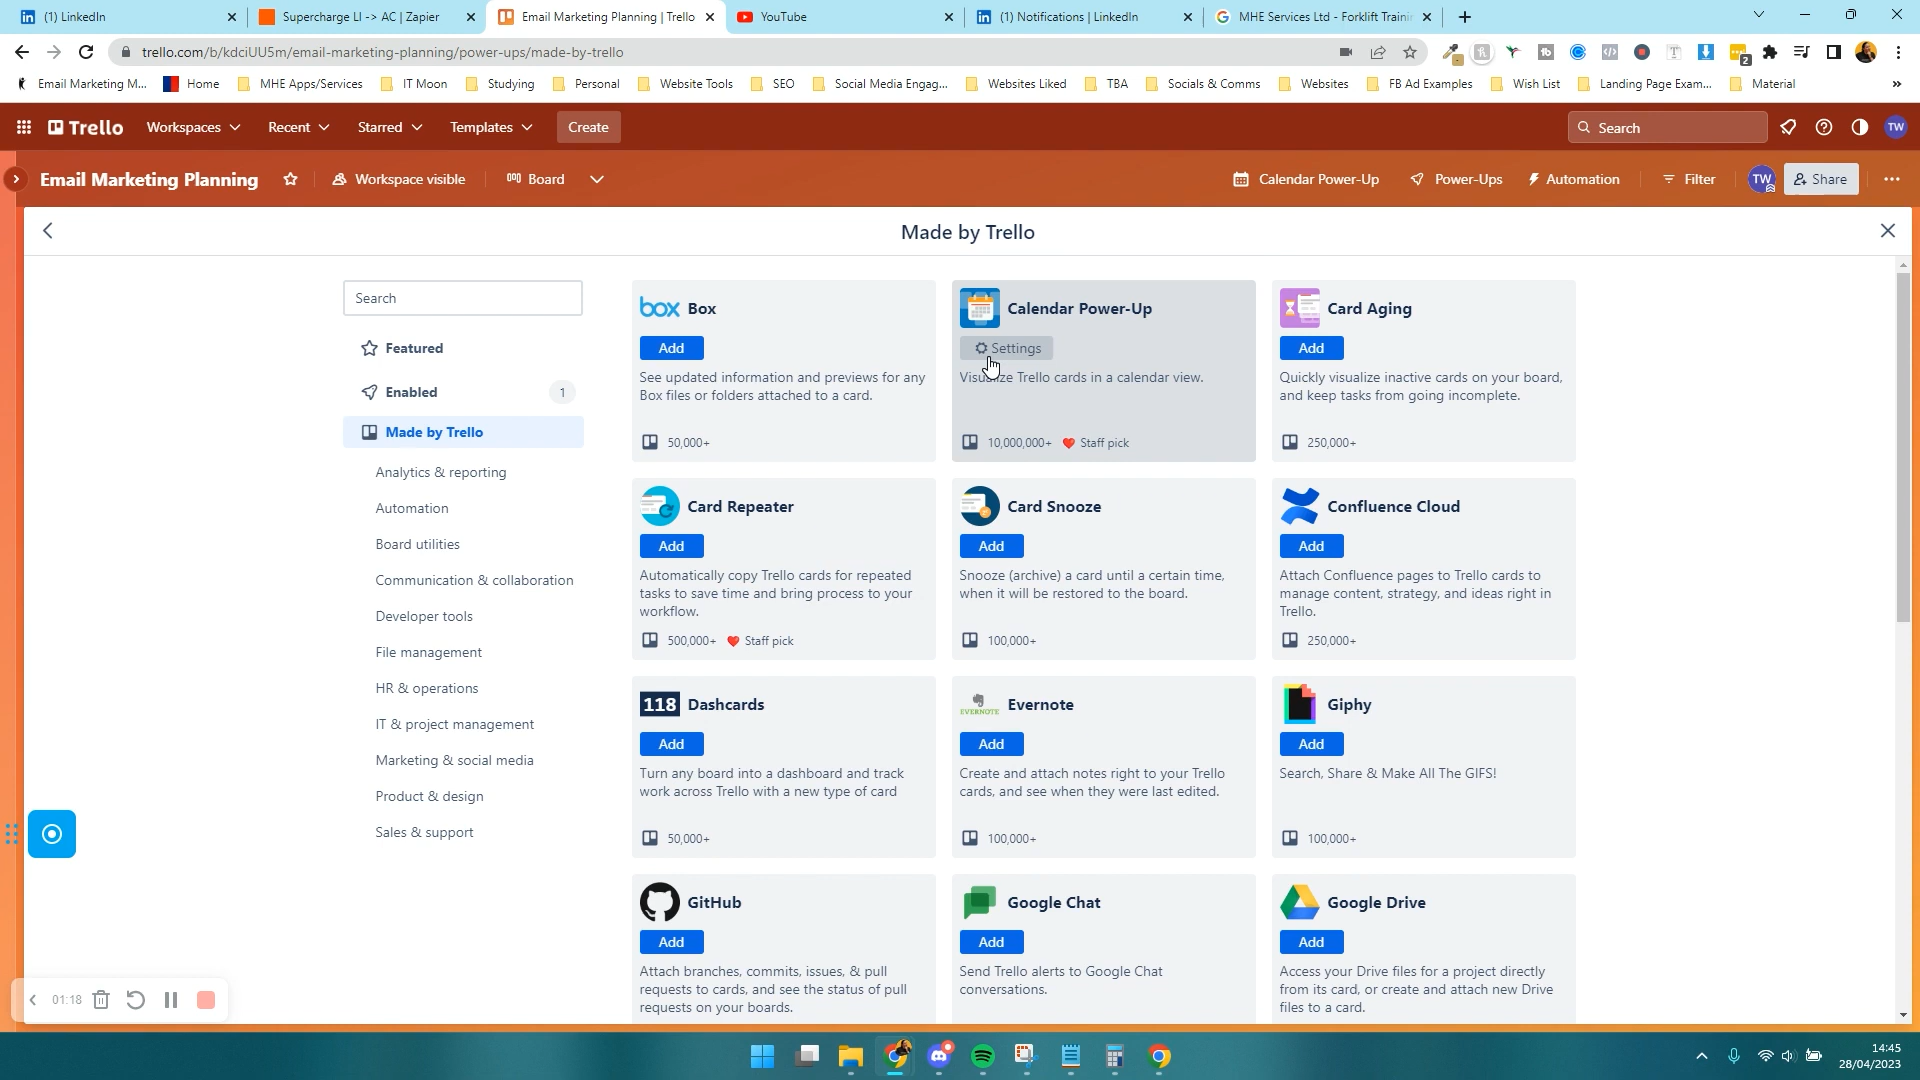 (1) LinkedIn
Supercharge LI -> AC | Zapier
Email Marketing Planning | Trello
YouTube
(1) Notifications | LinkedIn
MHE Services Ltd - Forklift Traini
trello.com/b/kdciUU5m/email-marketing-planning/power-ups/made-by-trello
2
Email Marketing M...
Home
MHE Apps/Services
IT Moon
Studying
Personal
Website Tools
SEO
Social Media Engag...
Websites Liked
TBA
Socials & Comms
Websites
FB Ad Examples
Wish List
Landing Page Exam...
Material
»
Trello
Workspaces
Recent
Starred
Templates
Create
Search
TW
Email Marketing Planning
Workspace visible
Board
Calendar Power-Up
Power-Ups
Automation
Filter
TW
Share
Made by Trello
Search
Featured
Enabled
1
Made by Trello
Analytics & reporting
Automation
Board utilities
Communication & collaboration
Developer tools
File management
HR & operations
IT & project management
Marketing & social media
Product & design
Sales & support
box Box
Add
See updated information and previews for any
Box files or folders attached to a card.
50,000+
Calendar Power-Up
Settings
Visualize Trello cards in a calendar view.
10,000,000+ Staff pick
Card Aging
Add
Quickly visualize inactive cards on your board,
and keep tasks from going incomplete.
250,000+
Card Repeater
Add
Automatically copy Trello cards for repeated
tasks to save time and bring process to your
workflow.
500,000+ Staff pick
Card Snooze
Add
Snooze (archive) a card until a certain time,
when it will be restored to the board.
100,000+
Confluence Cloud
Add
Attach Confluence pages to Trello cards to
manage content, strategy, and ideas right in
Trello.
250,000+
118 Dashcards
Add
Turn any board into a dashboard and track
work across Trello with a new type of card
50,000+
EVERNOTE Evernote
Add
Create and attach notes right to your Trello
cards, and see when they were last edited.
100,000+
Giphy
Add
Search, Share & Make All The GIFS!
100,000+
GitHub
Add
Attach branches, commits, issues, & pull
requests to cards, and see the status of pull
requests on your boards.
Google Chat
Add
Send Trello alerts to Google Chat
conversations.
Google Drive
Add
Access your Drive files for a project directly
from its card, or create and attach new Drive
files to a card.
01:18
14:45
28/04/2023